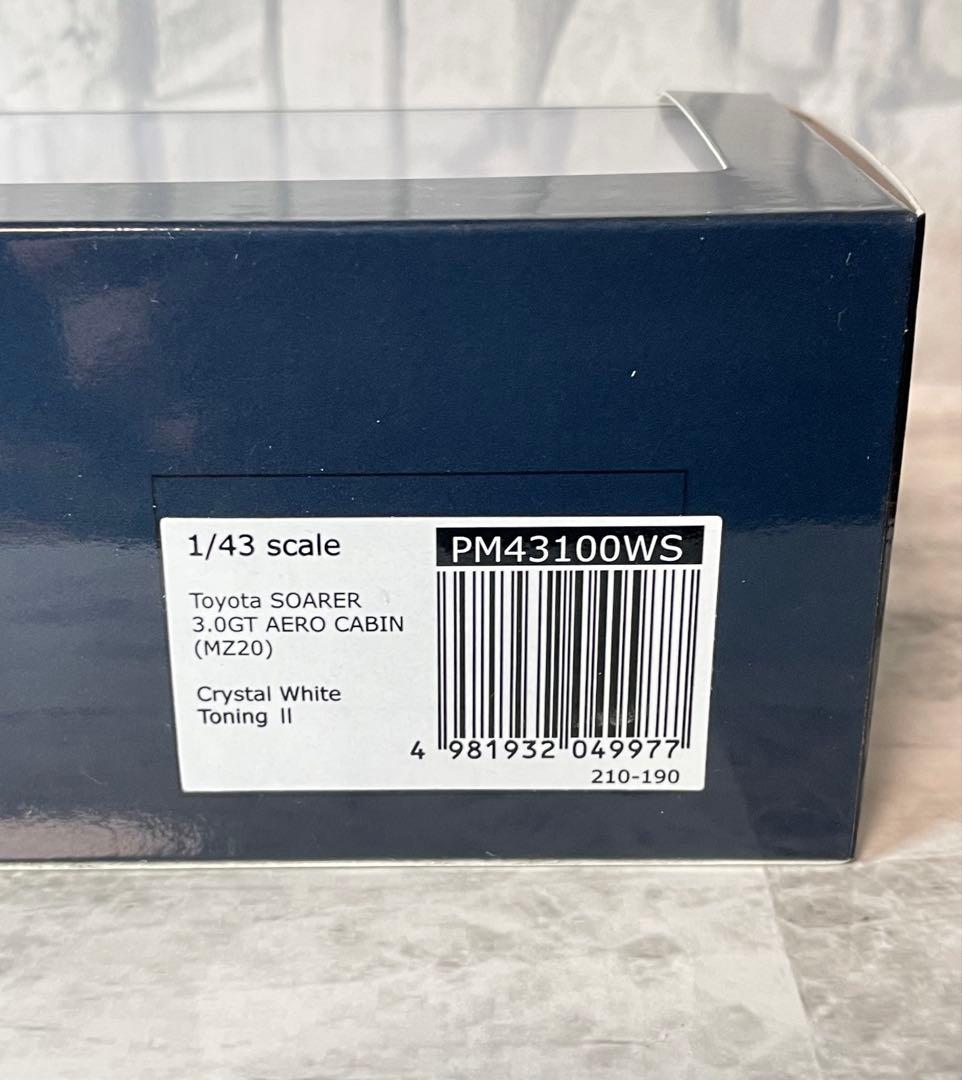 1/43 scale
PM43100WS
Toyota SOARER
3.0GT AERO CABIN
(MZ20)
Crystal White
Toning II
4 981932 049977
210-190